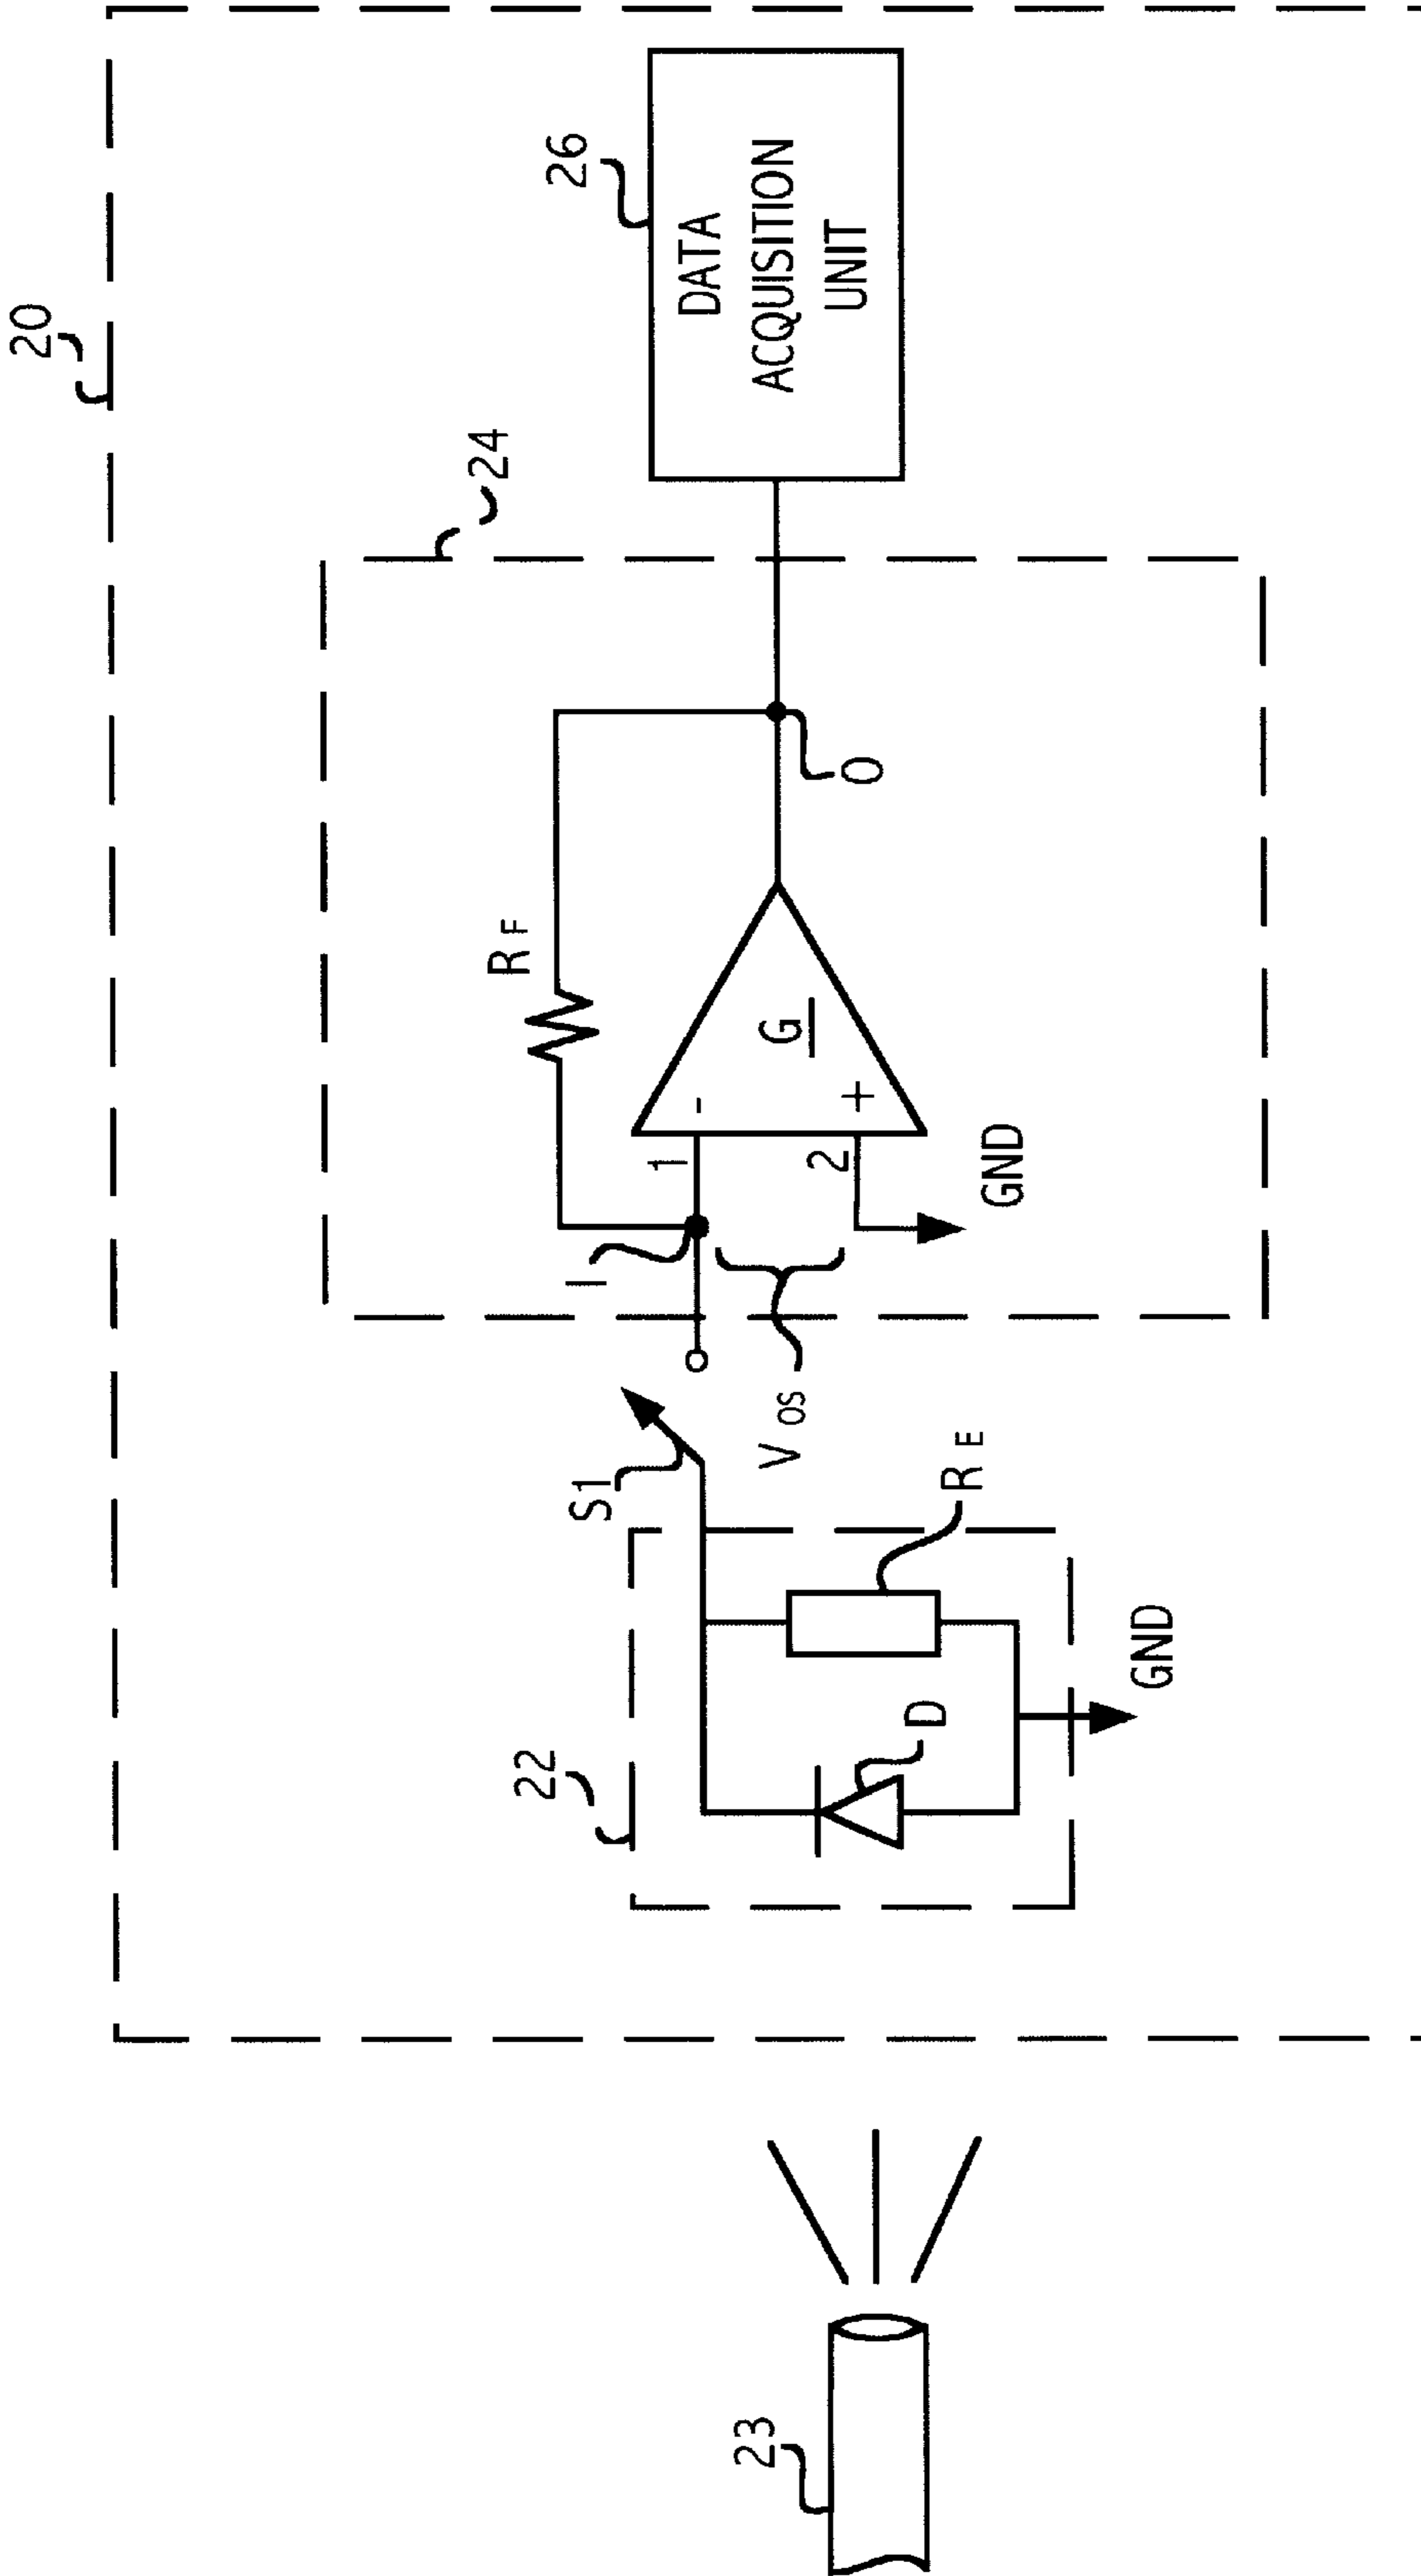 20
24
26
DATA
ACQUISITION
UNIT
R F
G
-
+
1
2
I
O
GND
V OS
S1
22
D
R E
GND
23